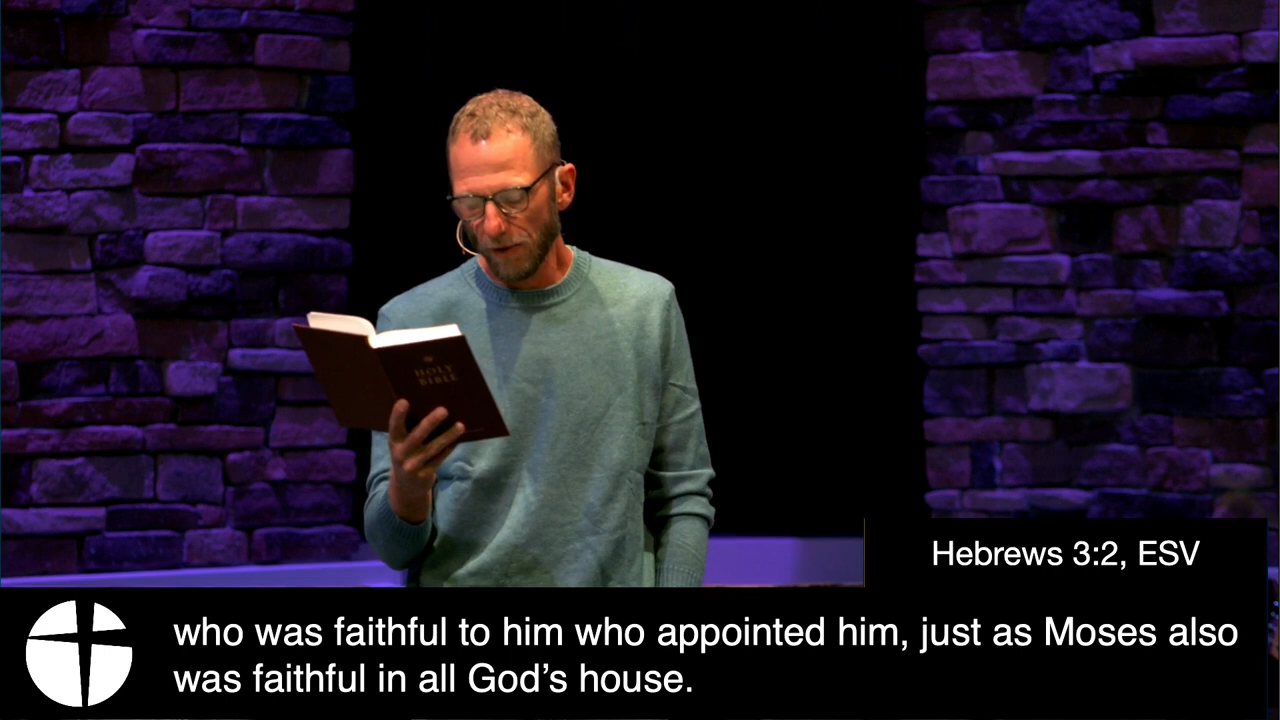 HOLY
BIBLE
Hebrews 3:2, ESV
who was faithful to him who appointed him, just as Moses also
was faithful in all God’s house.